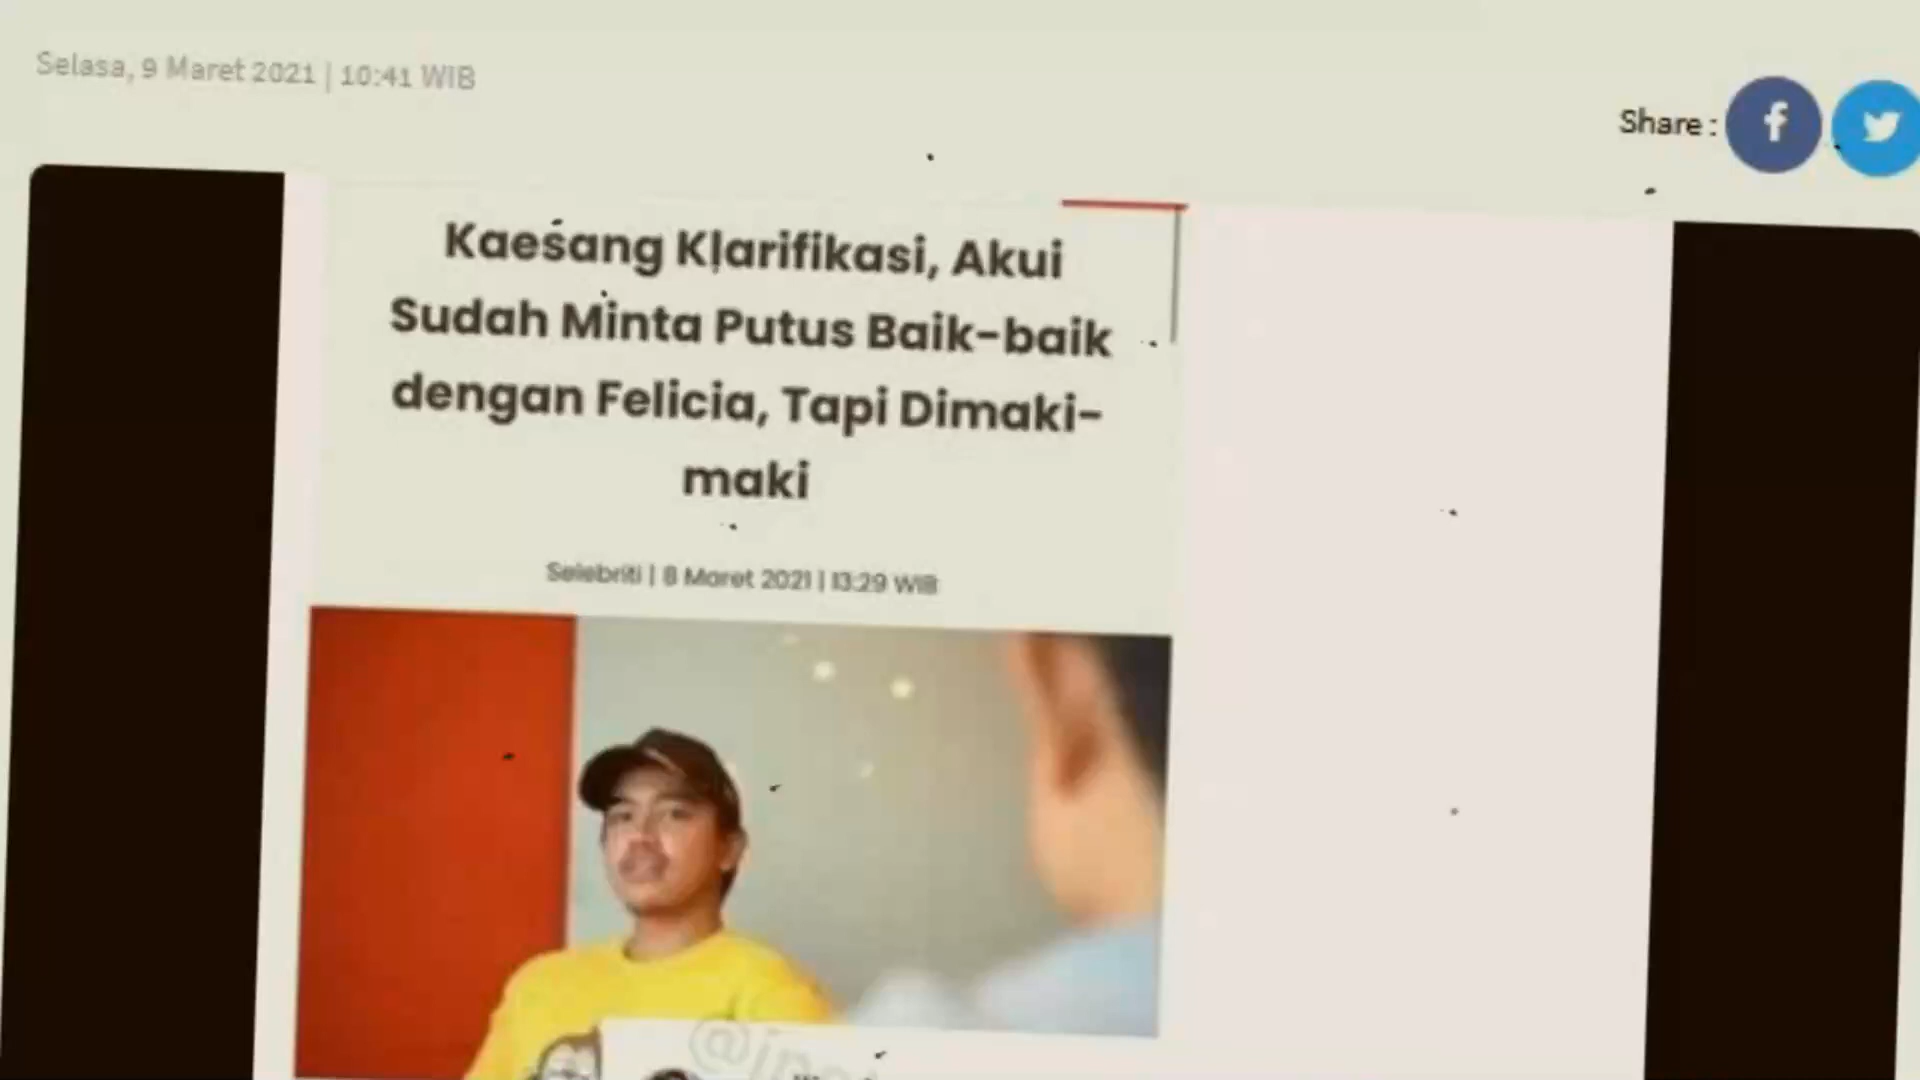 Selasa, 9 Maret 2021 | 10:41 WIB
Share :
Kaesang Klarifikasi, Akui
Sudah Minta Putus Baik-baik
dengan Felicia, Tapi Dimaki-
maki
Selebriti | 8 Maret 2021 | 13:29 WIB